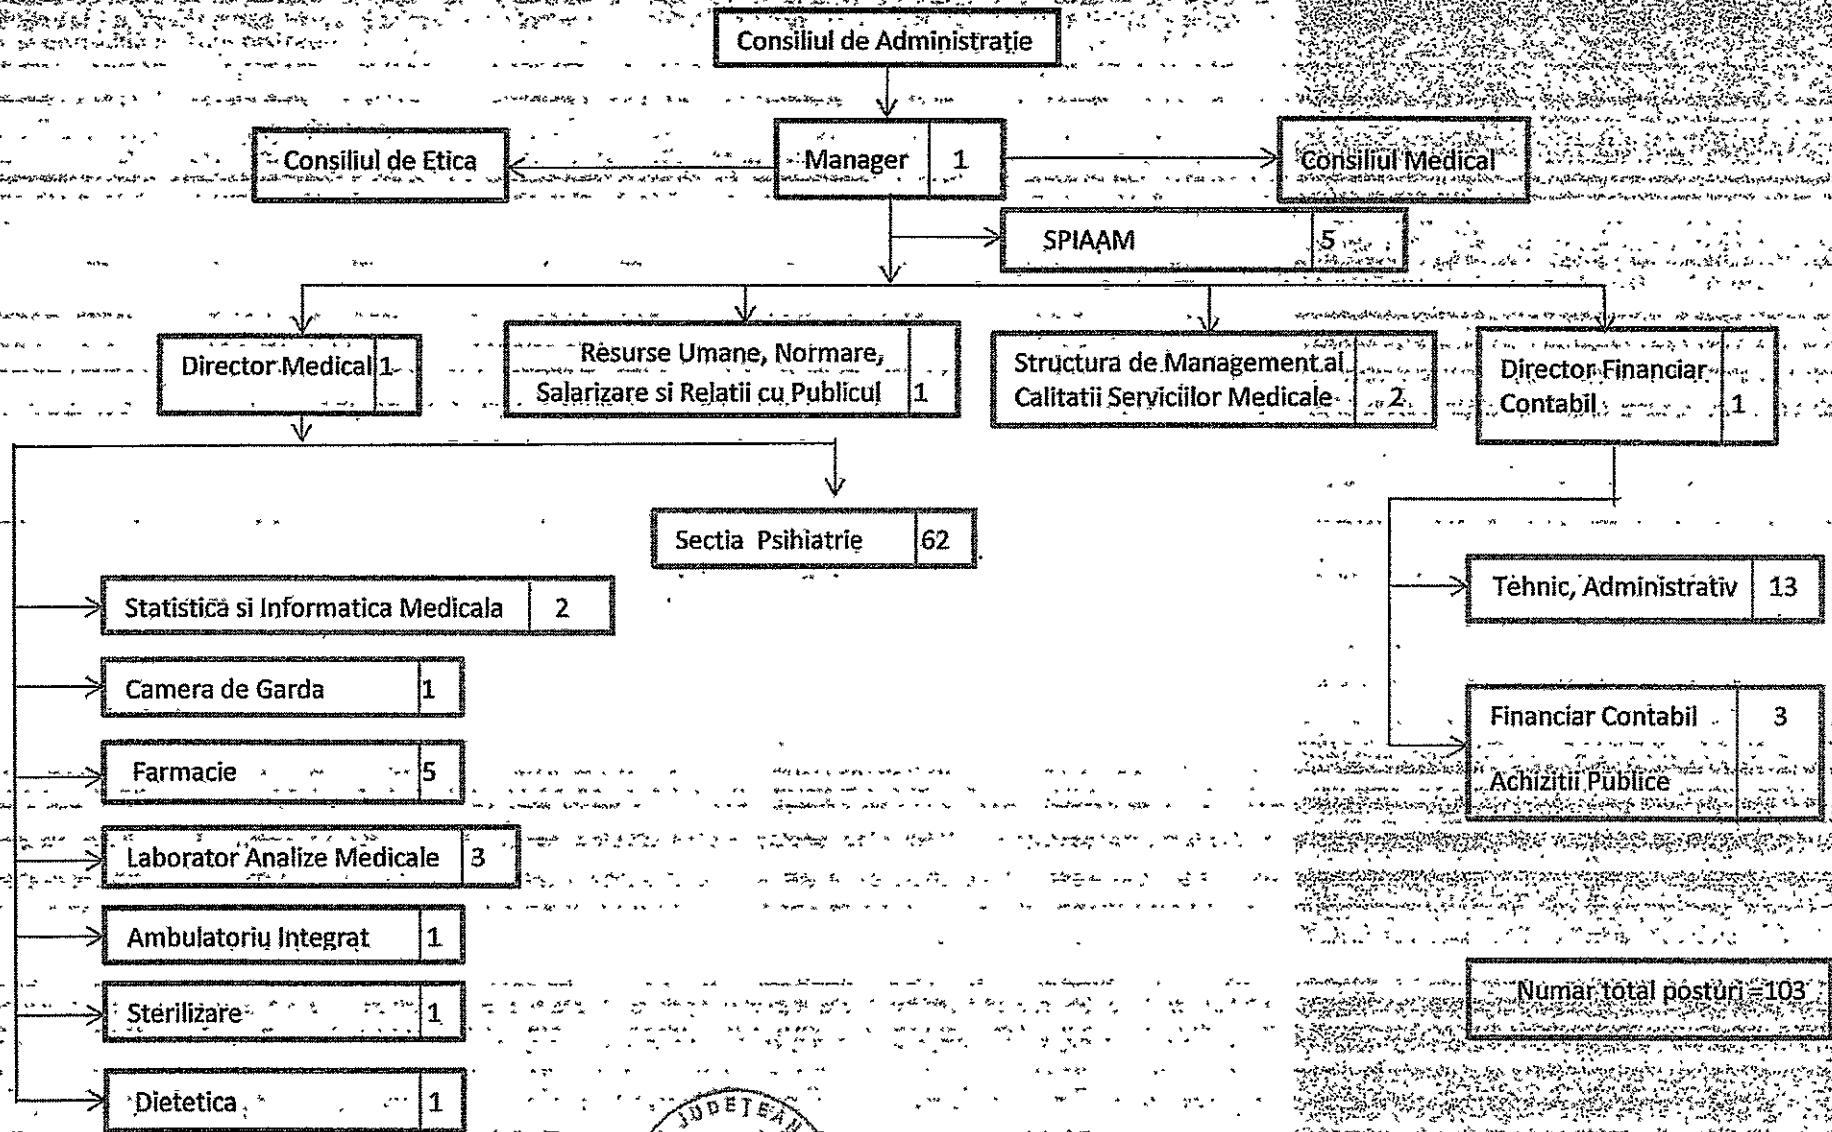 Consiliul de Administrație
Consiliul de Etica
Manager 1
Consiliul Medical
SPIAAM 5
Director Medical 1
Resurse Umane, Normare,
Salarizare si Relatii cu Publicul 1
Structura de Management al
Calitatii Serviciilor Medicale 2
Director Financiar
Contabil 1
Sectia Psihiatrie 62
Statistica si Informatica Medicala 2
Camera de Garda 1
Farmacie 5
Laborator Analize Medicale 3
Ambulatoriu Integrat 1
Sterilizare 1
Dietetica 1
Tehnic, Administrativ 13
Financiar Contabil 3
Achizitii Publice
Numar total posturi =103
JUDEȚEAN